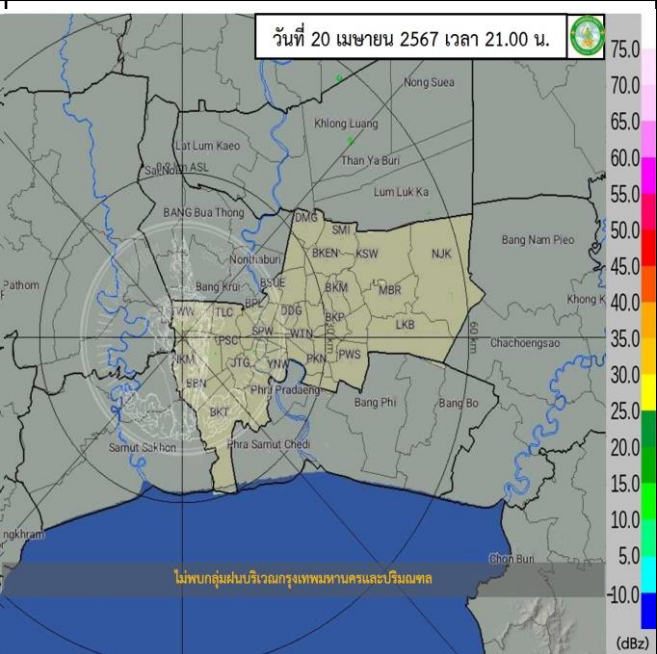 วันที่ 20 เมษายน 2567 เวลา 21.00 น.
75.0
70.0
65.0
60.0
55.0
50.0
45.0
40.0
35.0
30.0
25.0
20.0
15.0
10.0
5.0
-10.0
(dBz)
Nong Suea
Khlong Luang
Lat Lum Kaeo
Than Ya Buri
Lum Luk Ka
BANG Bua Thong
DMG
SMI
Bang Nam Pieo
Nonthaburi
BKEN
KSW
NJK
Pathom
Bang Krui
BSUE
BKM
MBR
Khong K
BPL
TLC
DDG
BKP
LKB
SPW
WTN
PSC
60 km
Chachoengsao
JTG
YNW
PKN
PWS
Phra Pradaeng
BKT
Bang Phi
Bang Bo
Samut Sakhon
Phra Samut Chedi
ngkhram
Chon Buri
ไม่พบกลุ่มฝนบริเวณกรุงเทพมหานครและปริมณฑล